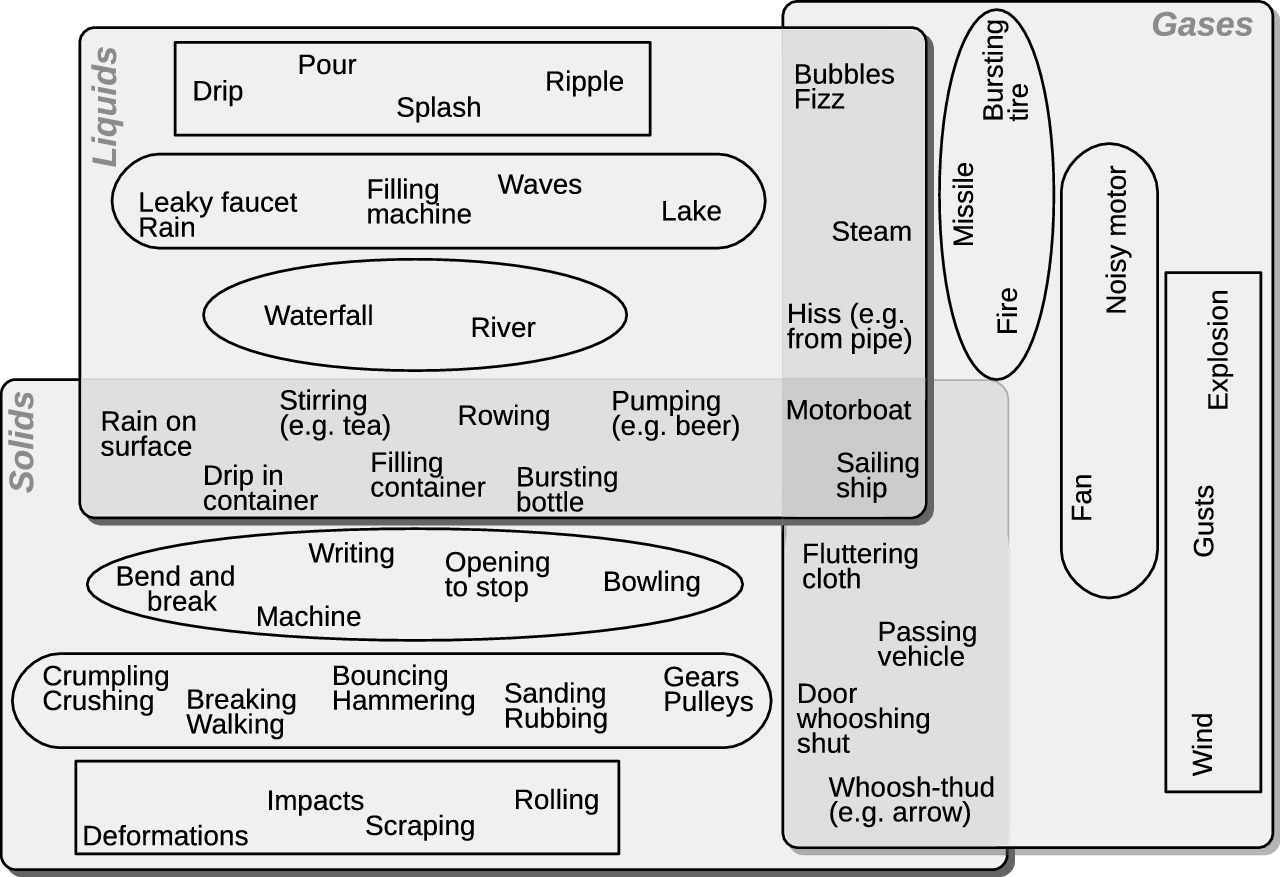 Gases
Liquids
Drip
Pour
Splash
Ripple
Bubbles
Fizz
Bursting
tire
Leaky faucet
Rain
Filling
machine
Waves
Lake
Steam
Missile
Noisy motor
Waterfall
River
Hiss (e.g.
from pipe)
Fire
Explosion
Solids
Rain on
surface
Stirring
(e.g. tea)
Rowing
Pumping
(e.g. beer)
Motorboat
Drip in
container
Filling
container
Bursting
bottle
Sailing
ship
Fan
Gusts
Bend and
break
Writing
Machine
Opening
to stop
Bowling
Fluttering
cloth
Passing
vehicle
Crumpling
Crushing
Breaking
Walking
Bouncing
Hammering
Sanding
Rubbing
Gears
Pulleys
Door
whooshing
shut
Wind
Deformations
Impacts
Scraping
Rolling
Whoosh-thud
(e.g. arrow)